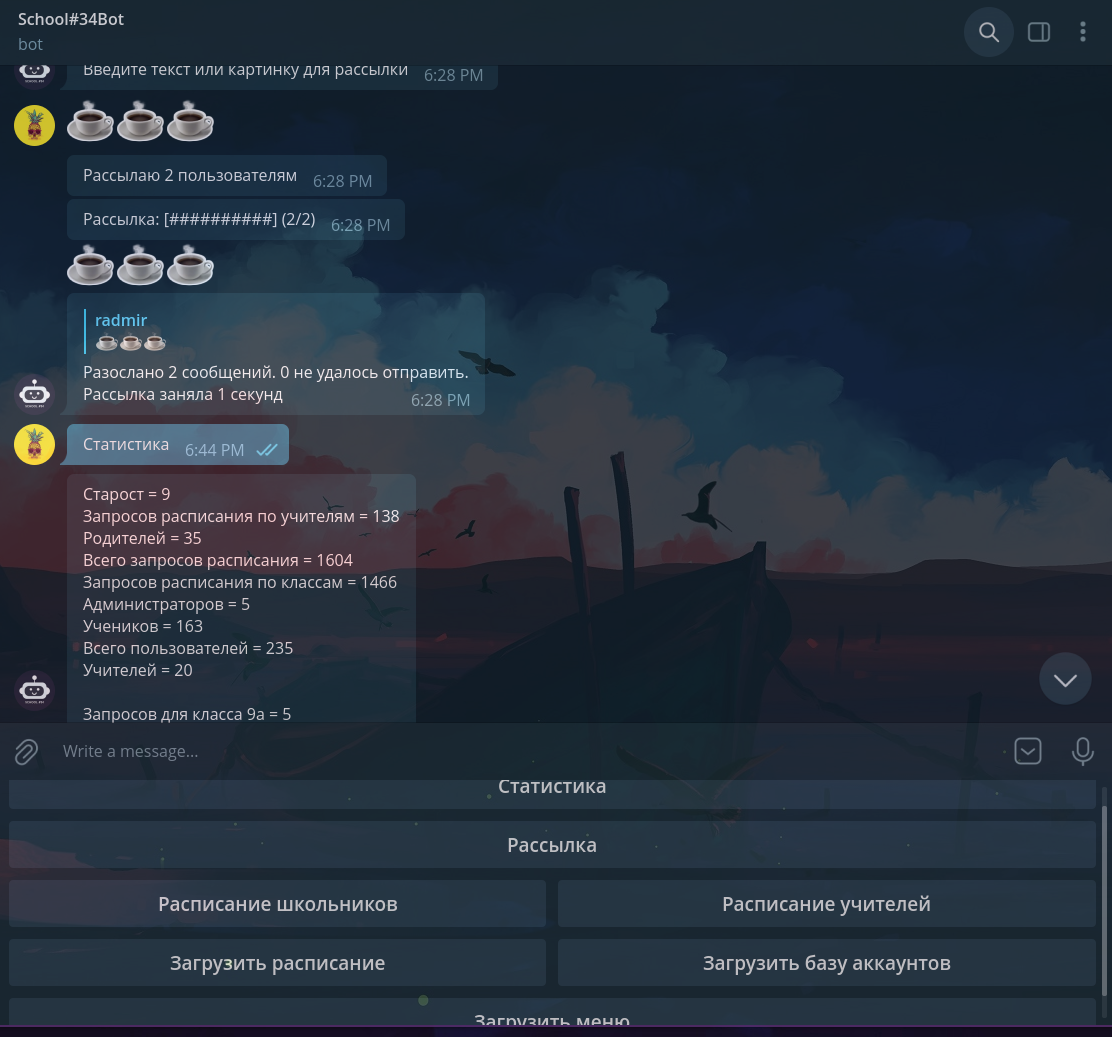 School#34Bot
bot
Введите текст или картинку для рассылки 6:28 PM
Рассылаю 2 пользователям 6:28 PM
Рассылка: [##########] (2/2) 6:28 PM
radmir
Разослано 2 сообщений. 0 не удалось отправить.
Рассылка заняла 1 секунд 6:28 PM
Статистика 6:44 PM
Старост = 9
Запросов расписания по учителям = 138
Родителей = 35
Всего запросов расписания = 1604
Запросов расписания по классам = 1466
Администраторов = 5
Учеников = 163
Всего пользователей = 235
Учителей = 20
Запросов для класса 9а = 5
Write a message...
Статистика
Рассылка
Расписание школьников Расписание учителей
Загрузить расписание Загрузить базу аккаунтов
Загрузить меню